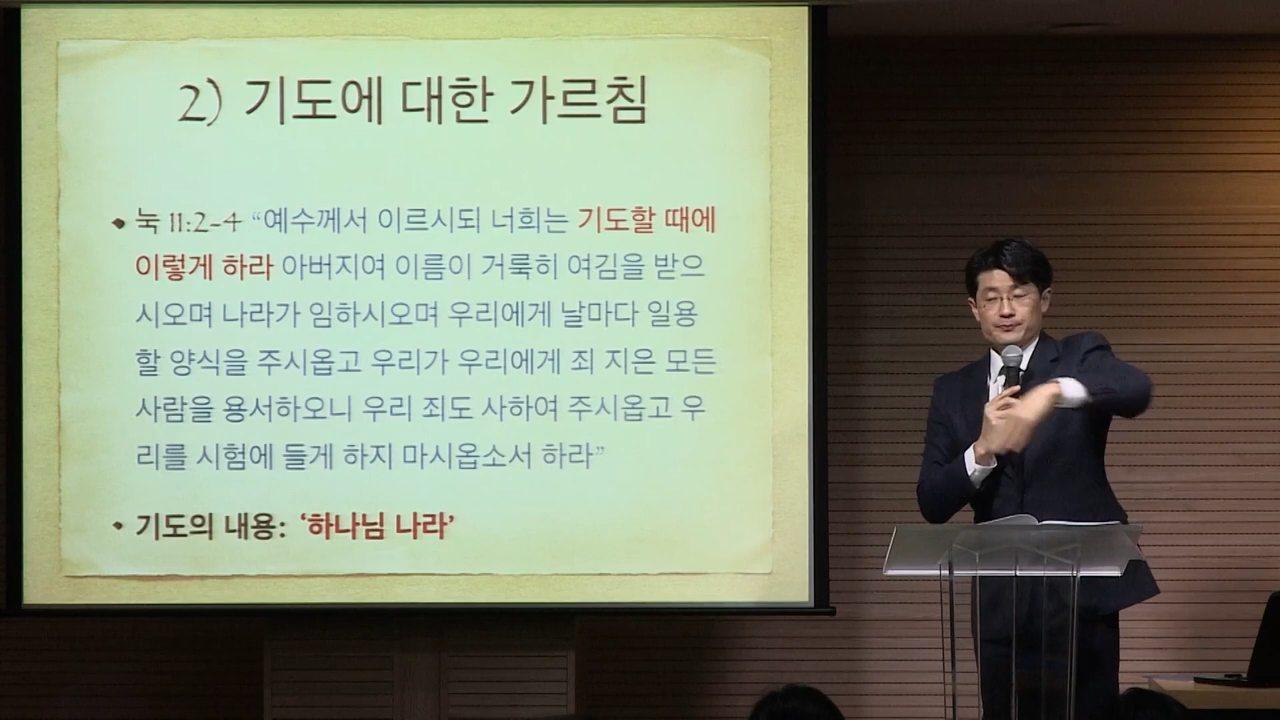 2) 기도에 대한 가르침
• 눅 11:2-4 “예수께서 이르시되 너희는 기도할 때에
이렇게 하라 아버지여 이름이 거룩히 여김을 받으
시오며 나라가 임하시오며 우리에게 날마다 일용
할 양식을 주시옵고 우리가 우리에게 죄 지은 모든
사람을 용서하오니 우리 죄도 사하여 주시옵고 우
리를 시험에 들게 하지 마시옵소서 하라”
• 기도의 내용: ‘하나님 나라’